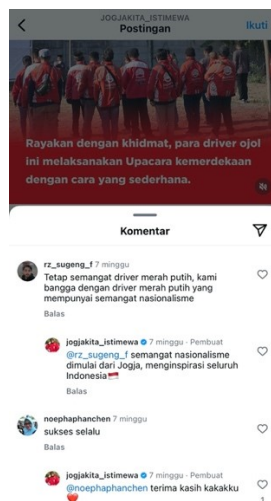 JOGJAKITA_ISTIMEWA
Postingan
Ikuti
Rayakan dengan khidmat, para driver ojol
ini melaksanakan Upacara kemerdekaan
dengan cara yang sederhana.
Komentar
rz_sugeng_f 7 minggu
Tetap semangat driver merah putih, kami
bangga dengan driver merah putih yang
mempunyai semangat nasionalisme
Balas
jogjakita_istimewa 7 minggu · Pembuat
@rz_sugeng_f semangat nasionalisme
dimulai dari Jogja, menginspirasi seluruh
Indonesia🇮🇩
noephaphanchen 7 minggu
sukses selalu
Balas
jogjakita_istimewa 7 minggu · Pembuat
@noephaphanchen terima kasih kakakku